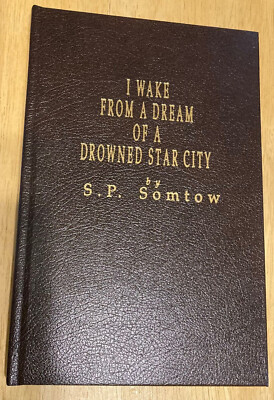 I WAKE
FROM A DREAM
OF A
DROWNED STAR CITY
by
S.P. Somtow